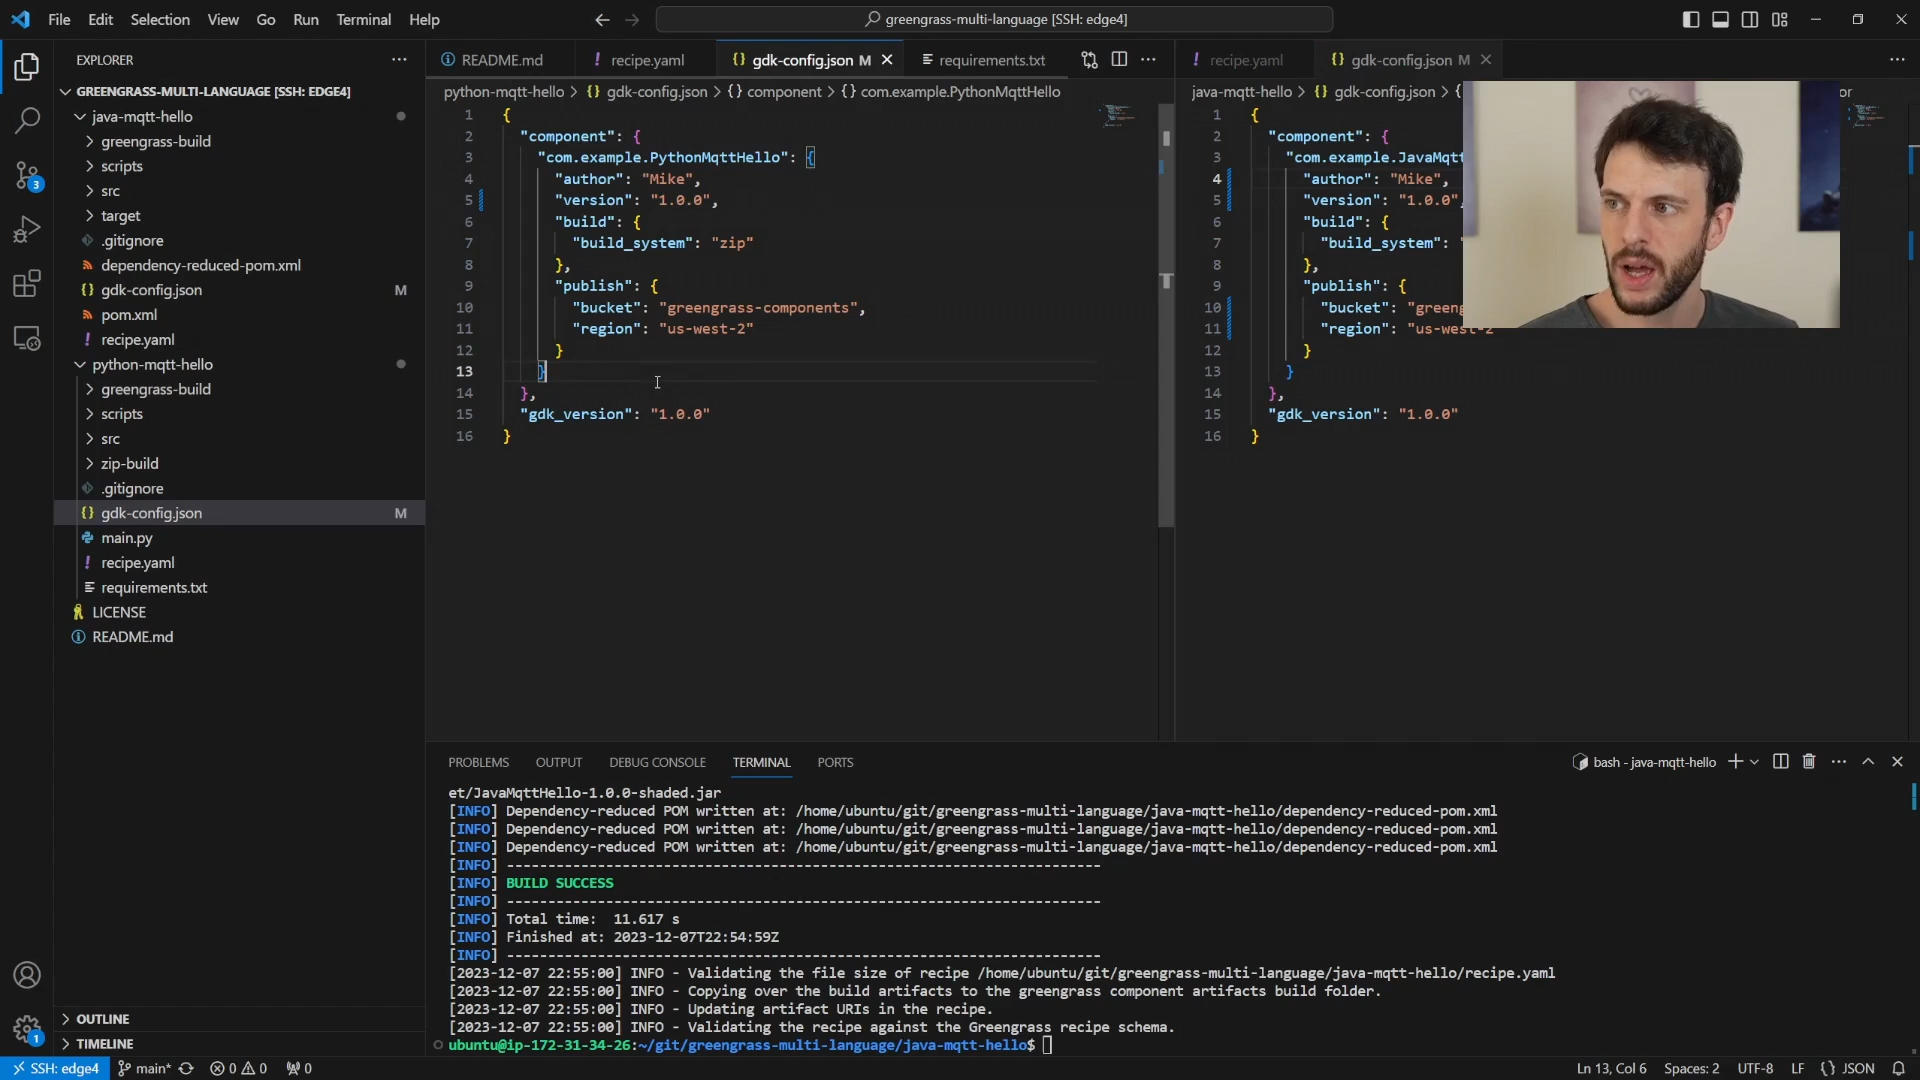 File Edit Selection View Go Run Terminal Help
greengrass-multi-language [SSH: edge4]
EXPLORER
GREENGRASS-MULTI-LANGUAGE [SSH: EDGE4]
java-mqtt-hello
greengrass-build
scripts
src
target
.gitignore
dependency-reduced-pom.xml
gdk-config.json M
pom.xml
recipe.yaml
python-mqtt-hello
greengrass-build
scripts
src
zip-build
.gitignore
gdk-config.json M
main.py
recipe.yaml
requirements.txt
LICENSE
README.md
OUTLINE
TIMELINE
3
1
README.md recipe.yaml gdk-config.json M requirements.txt
python-mqtt-hello > gdk-config.json > {} component > {} com.example.PythonMqttHello
1 {
2 "component": {
3 "com.example.PythonMqttHello": {
4 "author": "Mike",
5 "version": "1.0.0",
6 "build": {
7 "build_system": "zip"
8 },
9 "publish": {
10 "bucket": "greengrass-components",
11 "region": "us-west-2"
12 }
13 }
14 },
15 "gdk_version": "1.0.0"
16 }
recipe.yaml gdk-config.json M
java-mqtt-hello > gdk-config.json > {
1 {
2 "component": {
3 "com.example.JavaMqtt
4 "author": "Mike",
5 "version": "1.0.0",
6 "build": {
7 "build_system": "
8 },
9 "publish": {
10 "bucket": "greeng
11 "region": "us-west-2
12 }
13 }
14 },
15 "gdk_version": "1.0.0"
16 }
PROBLEMS OUTPUT DEBUG CONSOLE TERMINAL PORTS
bash - java-mqtt-hello
et/JavaMqttHello-1.0.0-shaded.jar
[INFO] Dependency-reduced POM written at: /home/ubuntu/git/greengrass-multi-language/java-mqtt-hello/dependency-reduced-pom.xml
[INFO] Dependency-reduced POM written at: /home/ubuntu/git/greengrass-multi-language/java-mqtt-hello/dependency-reduced-pom.xml
[INFO] Dependency-reduced POM written at: /home/ubuntu/git/greengrass-multi-language/java-mqtt-hello/dependency-reduced-pom.xml
[INFO] ------------------------------------------------------------------------
[INFO] BUILD SUCCESS
[INFO] ------------------------------------------------------------------------
[INFO] Total time:  11.617 s
[INFO] Finished at: 2023-12-07T22:54:59Z
[INFO] ------------------------------------------------------------------------
[2023-12-07 22:55:00] INFO - Validating the file size of recipe /home/ubuntu/git/greengrass-multi-language/java-mqtt-hello/recipe.yaml
[2023-12-07 22:55:00] INFO - Copying over the build artifacts to the greengrass component artifacts build folder.
[2023-12-07 22:55:00] INFO - Updating artifact URIs in the recipe.
[2023-12-07 22:55:00] INFO - Validating the recipe against the Greengrass recipe schema.
ubuntu@ip-172-31-34-26:~/git/greengrass-multi-language/java-mqtt-hello$
SSH: edge4 main* 0 0 0 Ln 13, Col 6 Spaces: 2 UTF-8 LF {} JSON